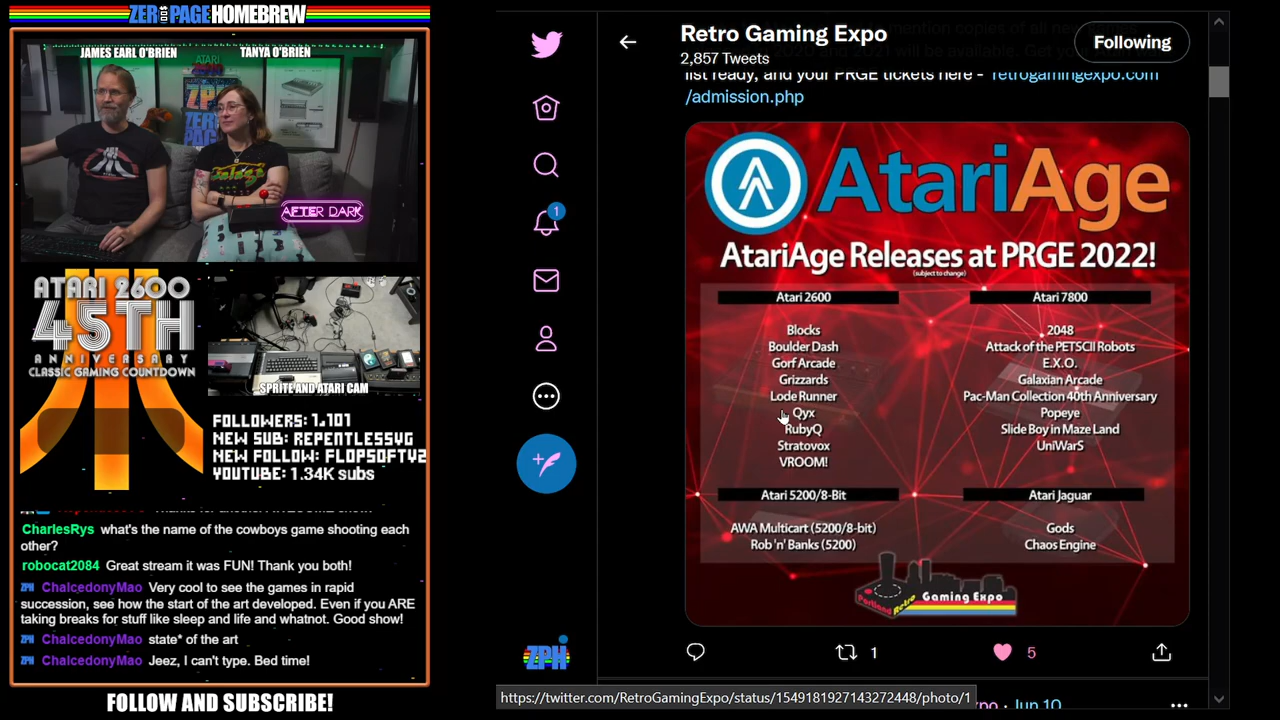 ZERO PAGE HOMEBREW
JAMES EARL O'BRIEN
TANYA O'BRIEN
ATARI
ZPH
AFTER DARK
ATARI 2600
45TH
ANNIVERSARY
CLASSIC GAMING COUNTDOWN
SPRITE AND ATARI CAM
FOLLOWERS: 1,101
NEW SUB: REPENTLESSVG
NEW FOLLOW: FLOPSOFTY2
YOUTUBE: 1.34K subs
CharlesRys what's the name of the cowboys game shooting each
other?
robocat2084 Great stream it was FUN! Thank you both!
ZPH ChalcedonyMao Very cool to see the games in rapid
succession, see how the start of the art developed. Even if you ARE
taking breaks for stuff like sleep and life and whatnot. Good show!
ZPH ChalcedonyMao state* of the art
ZPH ChalcedonyMao Jeez, I can't type. Bed time!
FOLLOW AND SUBSCRIBE!
1
ZPH
Retro Gaming Expo
2,857 Tweets
Following
list ready, and your PRGE tickets here - retrogamingexpo.com
/admission.php
AtariAge
AtariAge Releases at PRGE 2022!
(subject to change)
Atari 2600
Blocks
Boulder Dash
Gorf Arcade
Grizzards
Lode Runner
Qyx
RubyQ
Stratovox
VROOM!
Atari 7800
2048
Attack of the PETSCII Robots
E.X.O.
Galaxian Arcade
Pac-Man Collection 40th Anniversary
Popeye
Slide Boy in Maze Land
UniWarS
Atari 5200/8-Bit
AWA Multicart (5200/8-bit)
Rob 'n' Banks (5200)
Atari Jaguar
Gods
Chaos Engine
Portland Retro Gaming Expo
1
5
https://twitter.com/RetroGamingExpo/status/1549181927143272448/photo/1
xpo · Jun 10